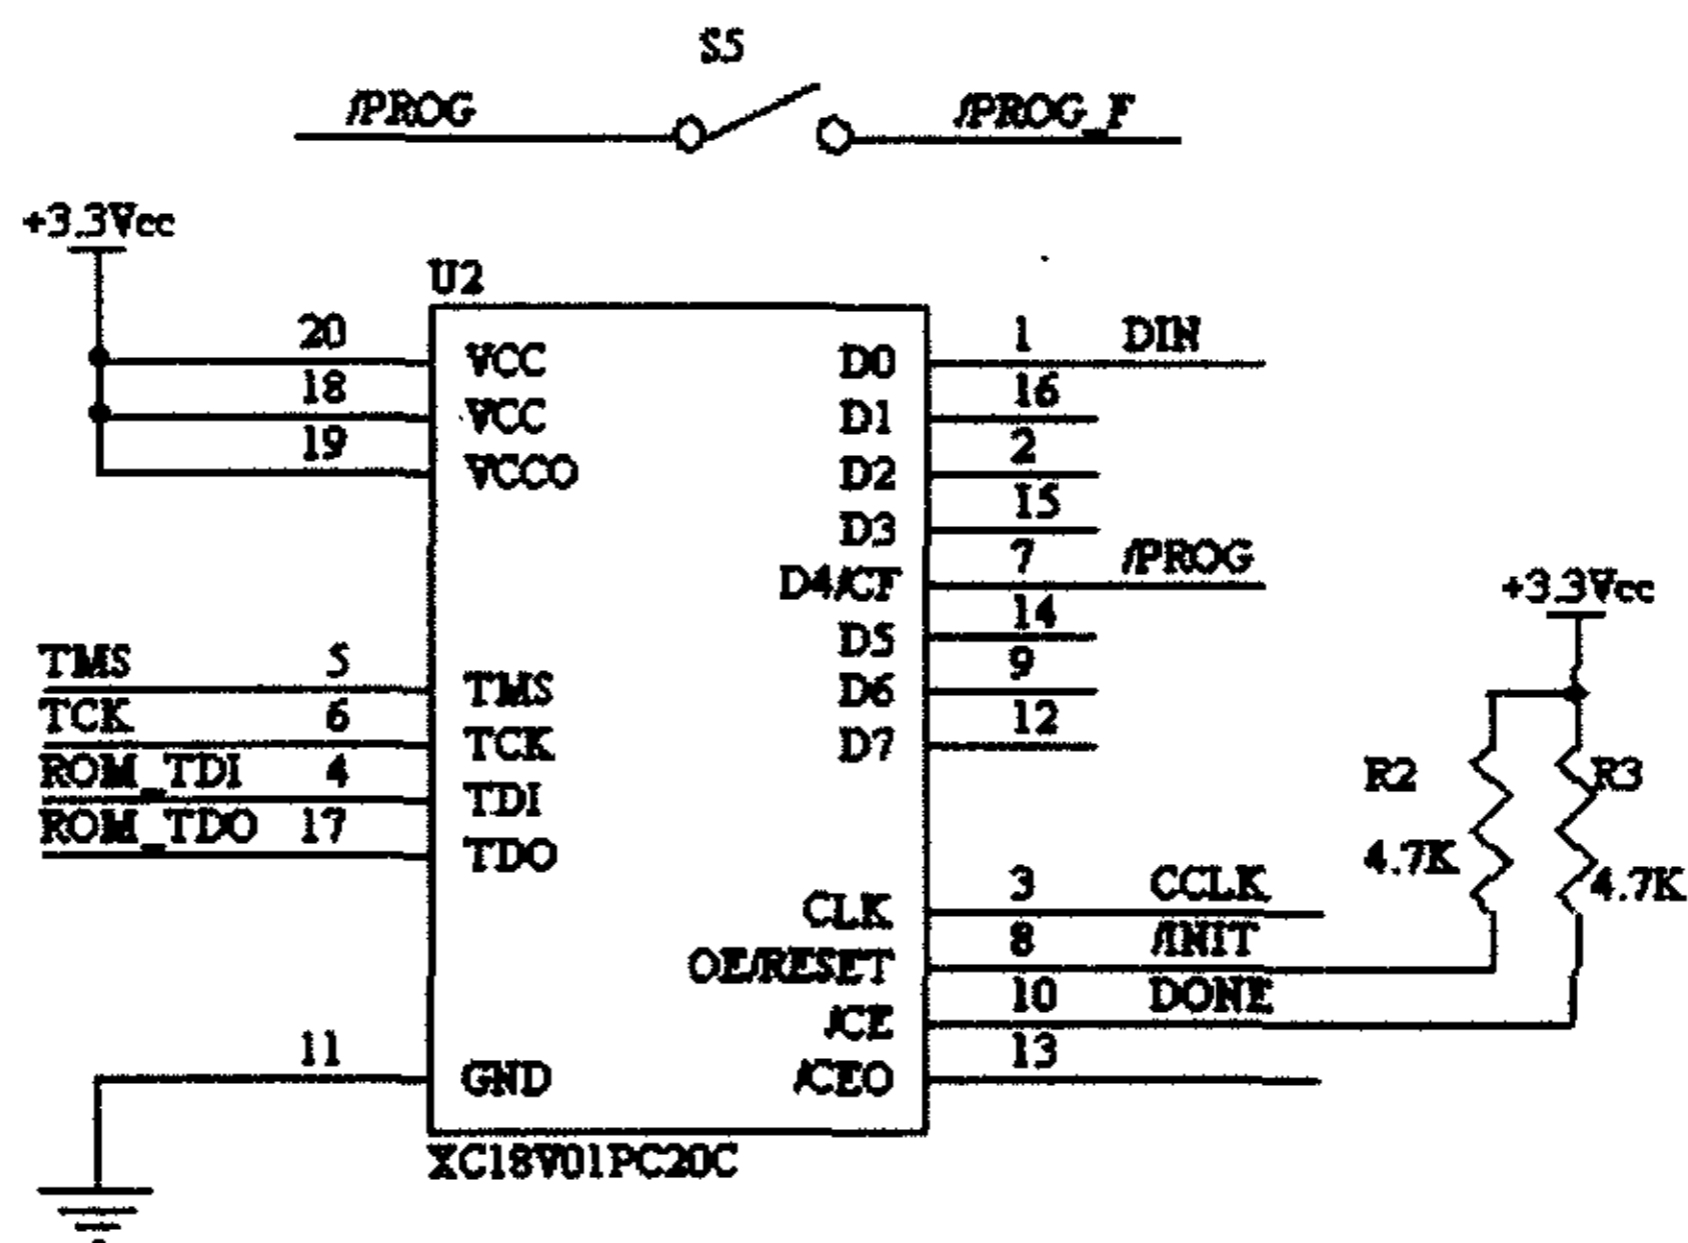 S5
/PROG
/PROG_F
+3.3Vcc
U2
20
VCC
D0
1
DIN
18
VCC
D1
16
19
VCCO
D2
2
D3
15
D4/CF
7
/PROG
D5
14
+3.3Vcc
TMS
5
TMS
D6
9
TCK
6
TCK
D7
12
ROM_TDI
4
TDI
R2
R3
ROM_TDO
17
TDO
4.7K
4.7K
CLK
3
CCLK
OE/RESET
8
/INIT
/CE
10
DONE
11
GND
/CEO
13
XC18V01PC20C